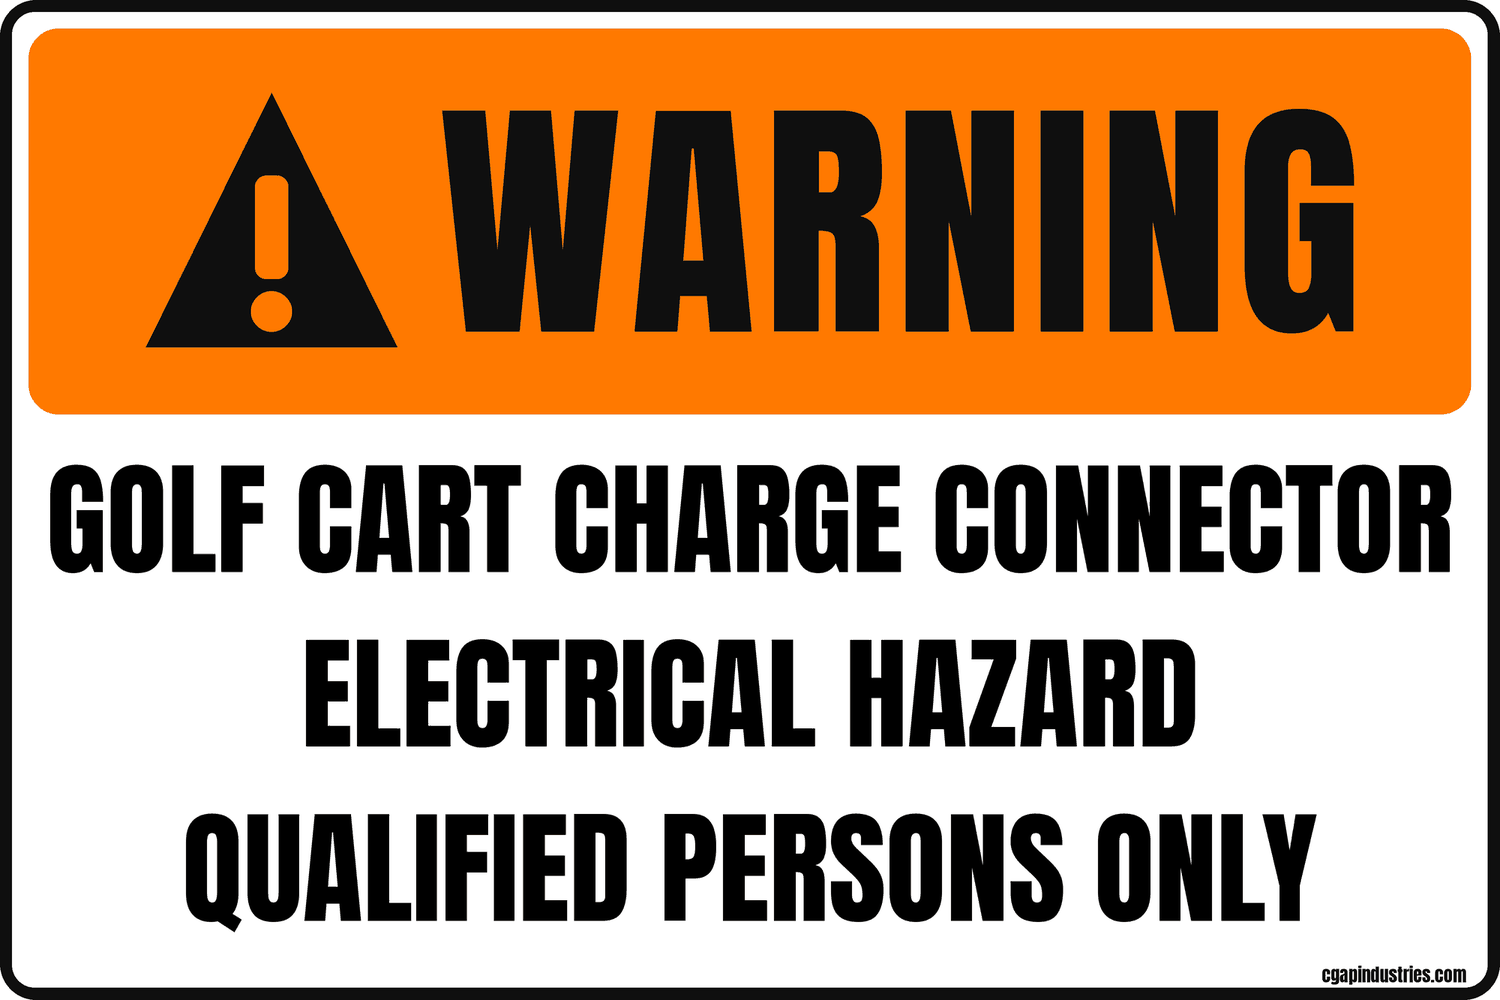 WARNING
GOLF CART CHARGE CONNECTOR
ELECTRICAL HAZARD
QUALIFIED PERSONS ONLY
cgapindustries.com